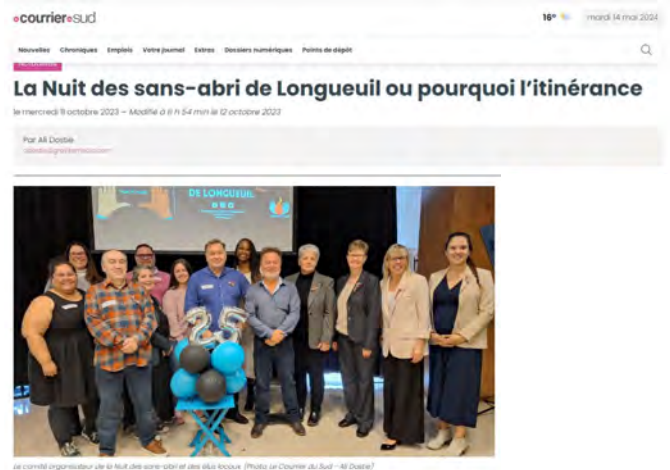 courrier sud
16° mardi 14 mai 2024
Nouvelles Chroniques Emplois Votre journal Extras Dossiers numériques Points de dépôt
La Nuit des sans-abri de Longueuil ou pourquoi l’itinérance
le mercredi 11 octobre 2023 – Modifié à 11 h 54 min le 12 octobre 2023
Par Ali Dostie
DE LONGUEUIL
25
Le comité organisateur de la Nuit des sans-abri et des élus locaux. (Photo: Le Courrier du Sud - Ali Dostie)